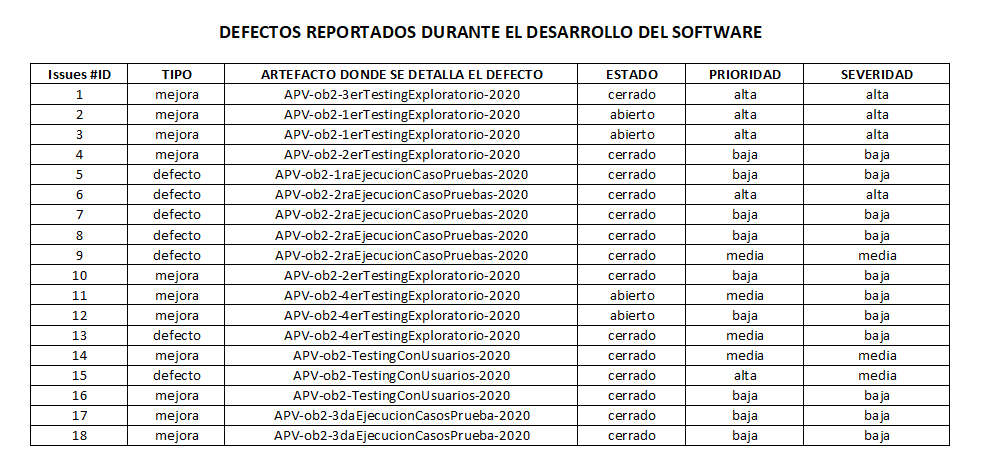 DEFECTOS REPORTADOS DURANTE EL DESARROLLO DEL SOFTWARE
Issues #ID TIPO ARTEFACTO DONDE SE DETALLA EL DEFECTO ESTADO PRIORIDAD SEVERIDAD
1 mejora APV-ob2-3erTestingExploratorio-2020 cerrado alta alta
2 mejora APV-ob2-1erTestingExploratorio-2020 abierto alta alta
3 mejora APV-ob2-1erTestingExploratorio-2020 abierto alta alta
4 mejora APV-ob2-2erTestingExploratorio-2020 cerrado baja baja
5 defecto APV-ob2-1raEjecucionCasoPruebas-2020 cerrado baja baja
6 defecto APV-ob2-2raEjecucionCasoPruebas-2020 cerrado alta alta
7 defecto APV-ob2-2raEjecucionCasoPruebas-2020 cerrado baja baja
8 defecto APV-ob2-2raEjecucionCasoPruebas-2020 cerrado baja baja
9 defecto APV-ob2-2raEjecucionCasoPruebas-2020 cerrado media media
10 mejora APV-ob2-2erTestingExploratorio-2020 cerrado baja baja
11 mejora APV-ob2-4erTestingExploratorio-2020 abierto media baja
12 mejora APV-ob2-4erTestingExploratorio-2020 abierto baja baja
13 defecto APV-ob2-4erTestingExploratorio-2020 cerrado media baja
14 mejora APV-ob2-TestingConUsuarios-2020 cerrado media media
15 defecto APV-ob2-TestingConUsuarios-2020 cerrado alta media
16 mejora APV-ob2-TestingConUsuarios-2020 cerrado baja baja
17 mejora APV-ob2-3daEjecucionCasosPrueba-2020 cerrado baja baja
18 mejora APV-ob2-3daEjecucionCasosPrueba-2020 cerrado baja baja